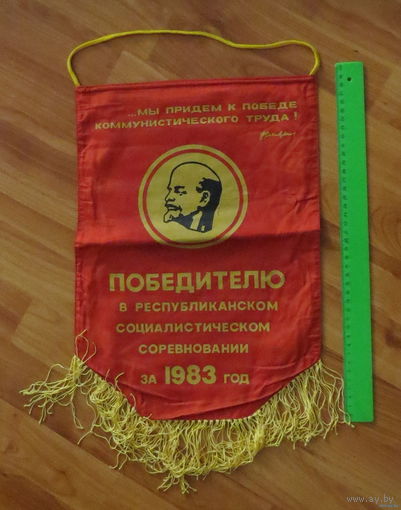 ...МЫ ПРИДЕМ К ПОБЕДЕ
КОММУНИСТИЧЕСКОГО ТРУДА!
ПОБЕДИТЕЛЮ
В РЕСПУБЛИКАНСКОМ
СОЦИАЛИСТИЧЕСКОМ
СОРЕВНОВАНИИ
ЗА 1983 ГОД
www.ay.by